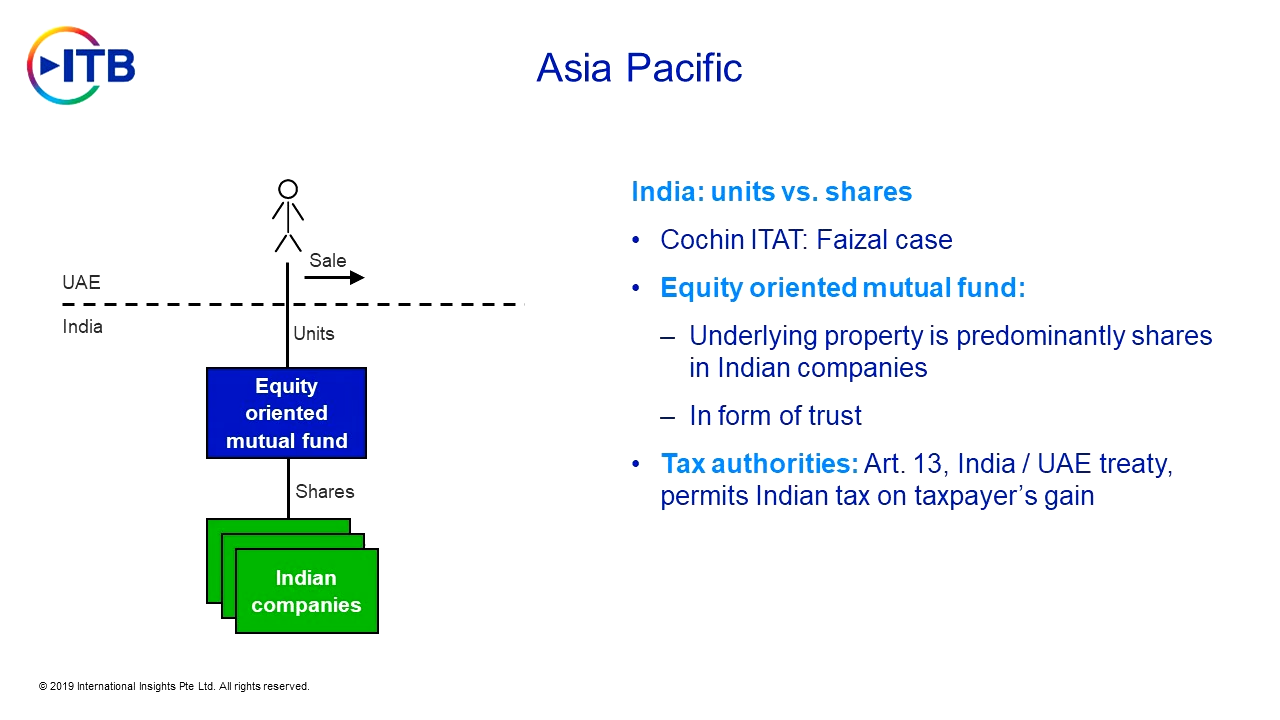 ITB
Asia Pacific
UAE
India
Sale
Units
Equity
oriented
mutual fund
Shares
Indian
companies
India: units vs. shares
• Cochin ITAT: Faizal case
• Equity oriented mutual fund:
– Underlying property is predominantly shares
in Indian companies
– In form of trust
• Tax authorities: Art. 13, India / UAE treaty,
permits Indian tax on taxpayer’s gain
© 2019 International Insights Pte Ltd. All rights reserved.